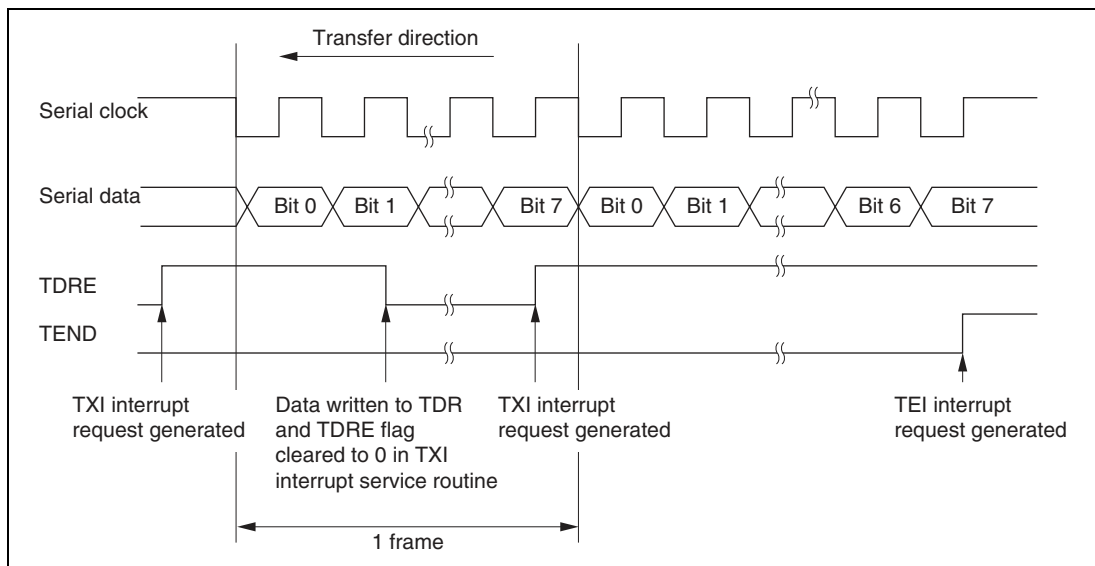 Transfer direction
Serial clock
Serial data
Bit 0
Bit 1
Bit 7
Bit 0
Bit 1
Bit 6
Bit 7
TDRE
TEND
TXI interrupt
request generated
Data written to TDR
and TDRE flag
cleared to 0 in TXI
interrupt service routine
TXI interrupt
request generated
TEI interrupt
request generated
1 frame